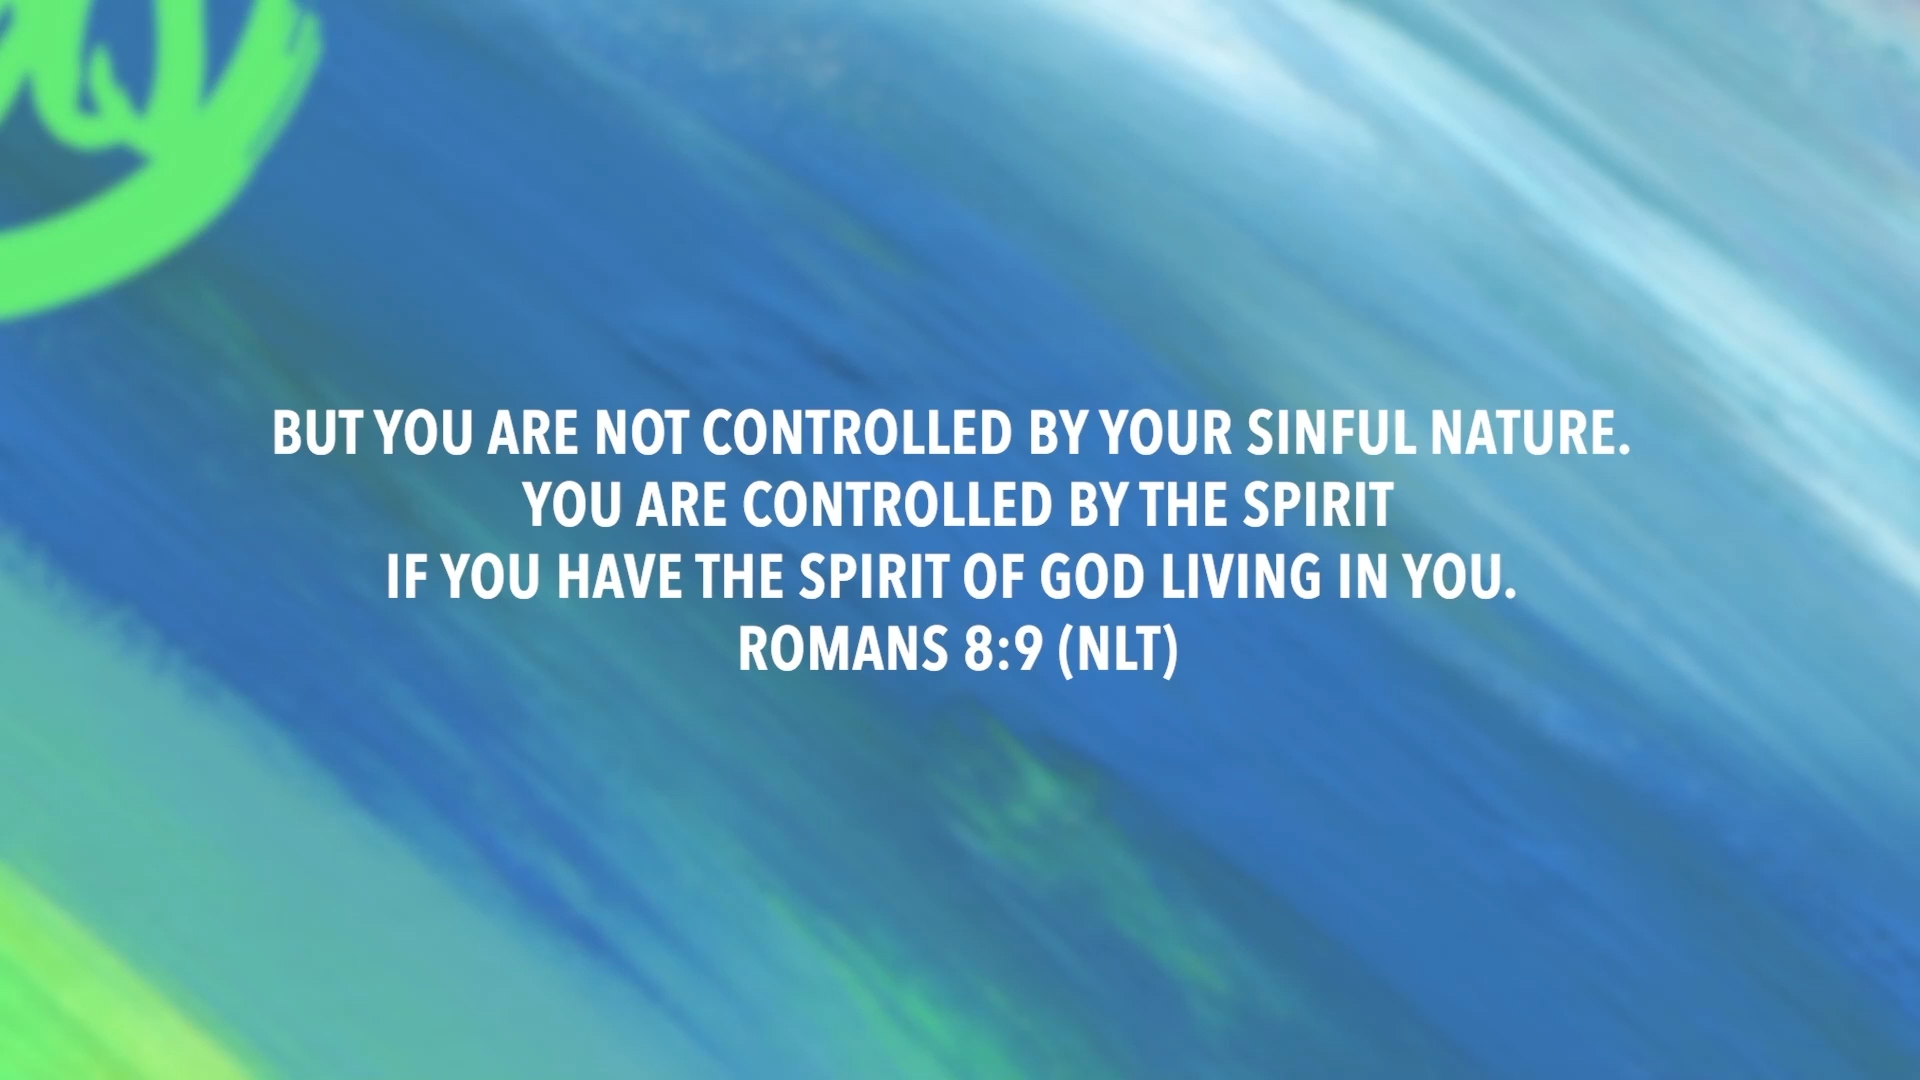 BUT YOU ARE NOT CONTROLLED BY YOUR SINFUL NATURE.
YOU ARE CONTROLLED BY THE SPIRIT
IF YOU HAVE THE SPIRIT OF GOD LIVING IN YOU.
ROMANS 8:9 (NLT)